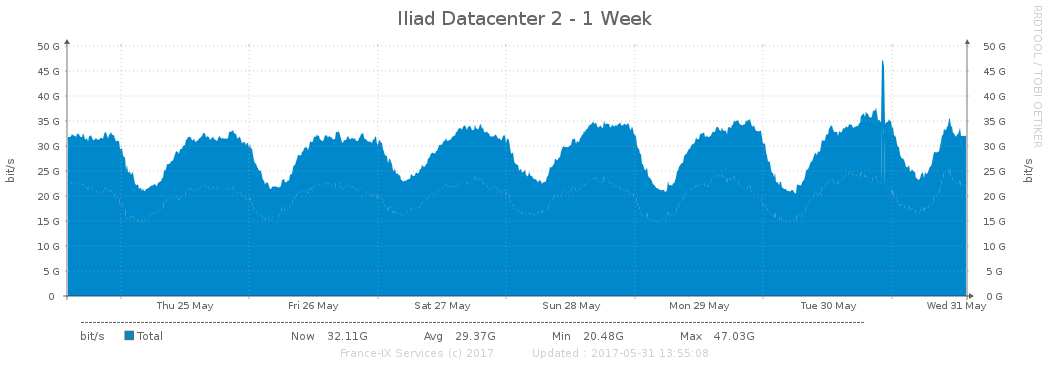 Iliad Datacenter 2 - 1 Week
RRDTOOL / TOBI OETIKER
50 G 50 G
45 G 45 G
40 G 40 G
35 G 35 G
30 G 30 G
25 G 25 G
20 G 20 G
15 G 15 G
10 G 10 G
5 G 5 G
0 0 G
bit/s
bit/s
Thu 25 May Fri 26 May Sat 27 May Sun 28 May Mon 29 May Tue 30 May Wed 31 May
bit/s Total Now 32.11G Avg 29.37G Min 20.48G Max 47.03G
France-IX Services (c) 2017 Updated : 2017-05-31 13:55:08